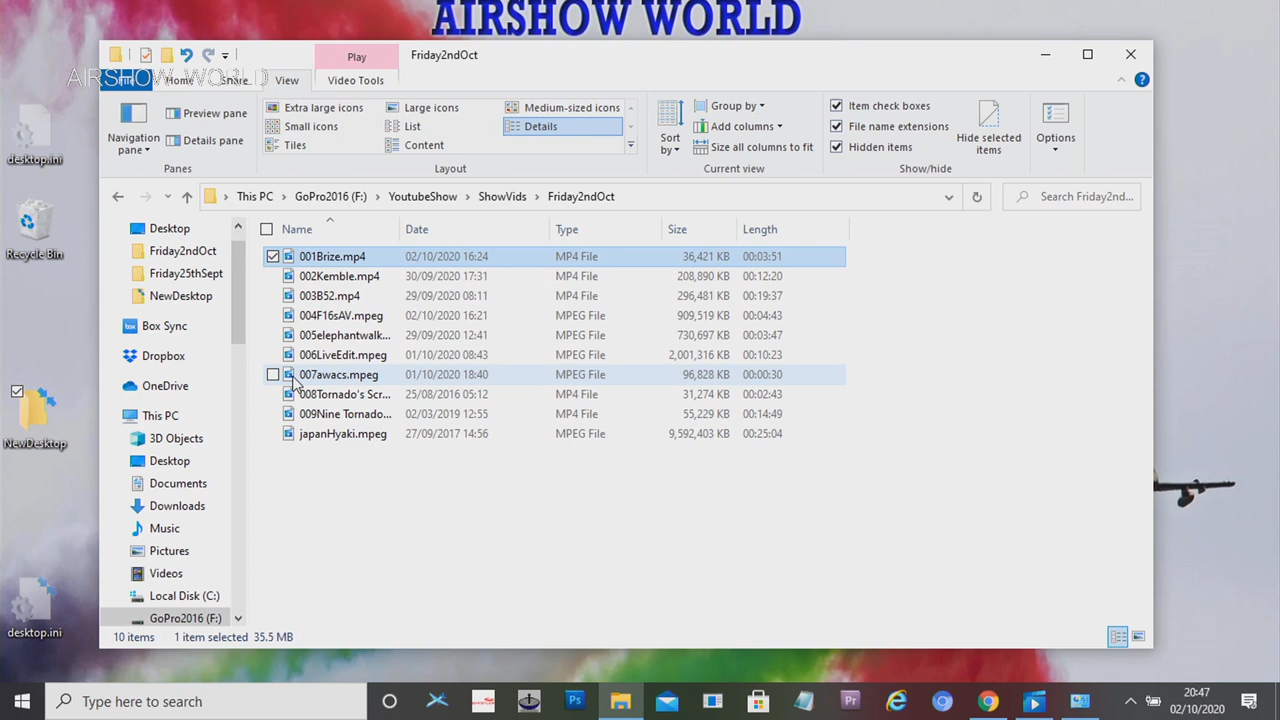 AIRSHOW WORLD
AIRSHOW-WORLD
Play
Friday2ndOct
File
Home
Share
View
Video Tools
Navigation pane
Preview pane
Details pane
Panes
Extra large icons
Large icons
Medium-sized icons
Small icons
List
Details
Tiles
Content
Layout
Sort by
Group by
Add columns
Size all columns to fit
Current view
Item check boxes
File name extensions
Hidden items
Hide selected items
Show/hide
Options
This PC > GoPro2016 (F:) > YoutubeShow > ShowVids > Friday2ndOct
Search Friday2nd...
Name Date Type Size Length
001Brize.mp4 02/10/2020 16:24 MP4 File 36,421 KB 00:03:51
002Kemble.mp4 30/09/2020 17:31 MP4 File 208,890 KB 00:12:20
003B52.mp4 29/09/2020 08:11 MP4 File 296,481 KB 00:19:37
004F16sAV.mpeg 02/10/2020 16:21 MPEG File 909,519 KB 00:04:43
005elephantwalk... 29/09/2020 12:41 MPEG File 730,697 KB 00:03:47
006LiveEdit.mpeg 01/10/2020 08:43 MPEG File 2,001,316 KB 00:10:23
007awacs.mpeg 01/10/2020 18:40 MPEG File 96,828 KB 00:00:30
008Tornado's Scr... 25/08/2016 05:12 MP4 File 31,274 KB 00:02:43
009Nine Tornado... 02/03/2019 12:55 MP4 File 55,229 KB 00:14:49
japanHyaki.mpeg 27/09/2017 14:56 MPEG File 9,592,403 KB 00:25:04
Desktop
Friday2ndOct
Friday25thSept
NewDesktop
Box Sync
Dropbox
OneDrive
This PC
3D Objects
Desktop
Documents
Downloads
Music
Pictures
Videos
Local Disk (C:)
GoPro2016 (F:)
10 items 1 item selected 35.5 MB
desktop.ini
Recycle Bin
NewDesktop
desktop.ini
Type here to search
Ps
Pr
20:47
02/10/2020